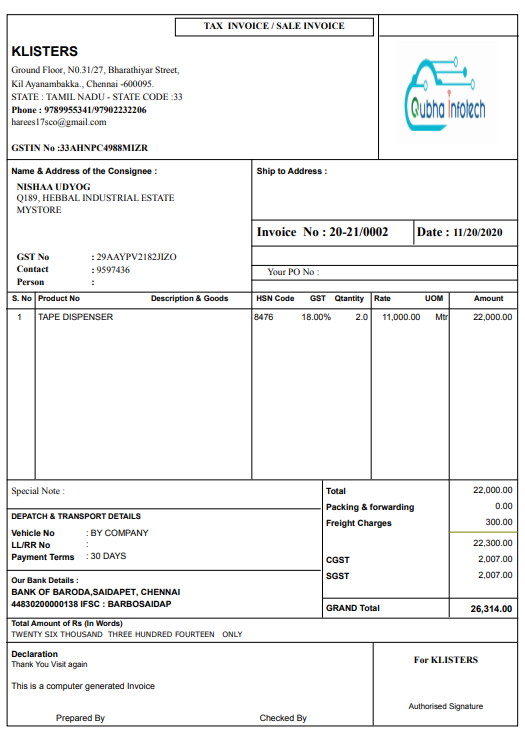 TAX INVOICE / SALE INVOICE
KLISTERS
Ground Floor, N0.31/27, Bharathiyar Street,
Kil Ayanambakka., Chennai -600095.
STATE : TAMIL NADU - STATE CODE :33
Phone : 9789955341/97902232206
harees17sco@gmail.com
GSTIN No :33AHNPC4988MIZR
Qubha Infotech
Name & Address of the Consignee :
NISHAA UDYOG
Q189, HEBBAL INDUSTRIAL ESTATE
MYSTORE
GST No : 29AAYPV2182JIZO
Contact : 9597436
Person :
Ship to Address :
Invoice No : 20-21/0002 Date : 11/20/2020
Your PO No :
S. No Product No Description & Goods HSN Code GST Qtantity Rate UOM Amount
1 TAPE DISPENSER 8476 18.00% 2.0 11,000.00 Mtr 22,000.00
Special Note :
DEPATCH & TRANSPORT DETAILS
Vehicle No : BY COMPANY
LL/RR No :
Payment Terms : 30 DAYS
Our Bank Details :
BANK OF BARODA,SAIDAPET, CHENNAI
44830200000138 IFSC : BARBOSAIDAP
Total 22,000.00
Packing & forwarding 0.00
Freight Charges 300.00
22,300.00
CGST 2,007.00
SGST 2,007.00
GRAND Total 26,314.00
Total Amount of Rs (In Words)
TWENTY SIX THOUSAND THREE HUNDRED FOURTEEN ONLY
Declaration
Thank You Visit again
This is a computer generated Invoice
Prepared By Checked By
For KLISTERS
Authorised Signature